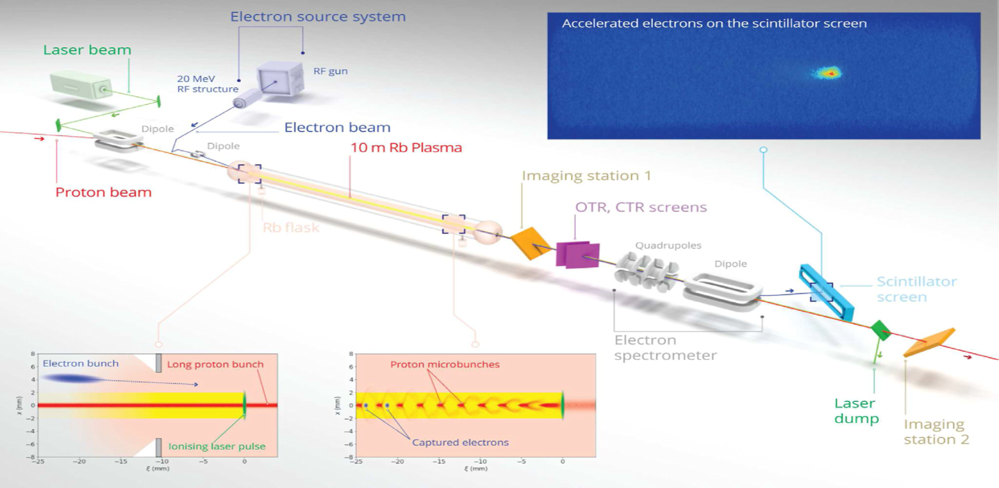 Electron source system
Accelerated electrons on the scintillator screen
Laser beam
RF gun
20 MeV
RF structure
Dipole
Electron beam
Dipole
10 m Rb Plasma
Proton beam
Imaging station 1
OTR, CTR screens
Rb flask
Quadrupoles
Dipole
Scintillator
screen
Electron
spectrometer
Laser
dump
Imaging
station 2
Electron bunch
Long proton bunch
Ionising laser pulse
x (mm)
8
6
4
2
0
−2
−4
−6
−8
−25 −20 −15 −10 −5 0
ξ (mm)
Proton microbunches
Captured electrons
x (mm)
8
6
4
2
0
−2
−4
−6
−8
−25 −20 −15 −10 −5 0
ξ (mm)